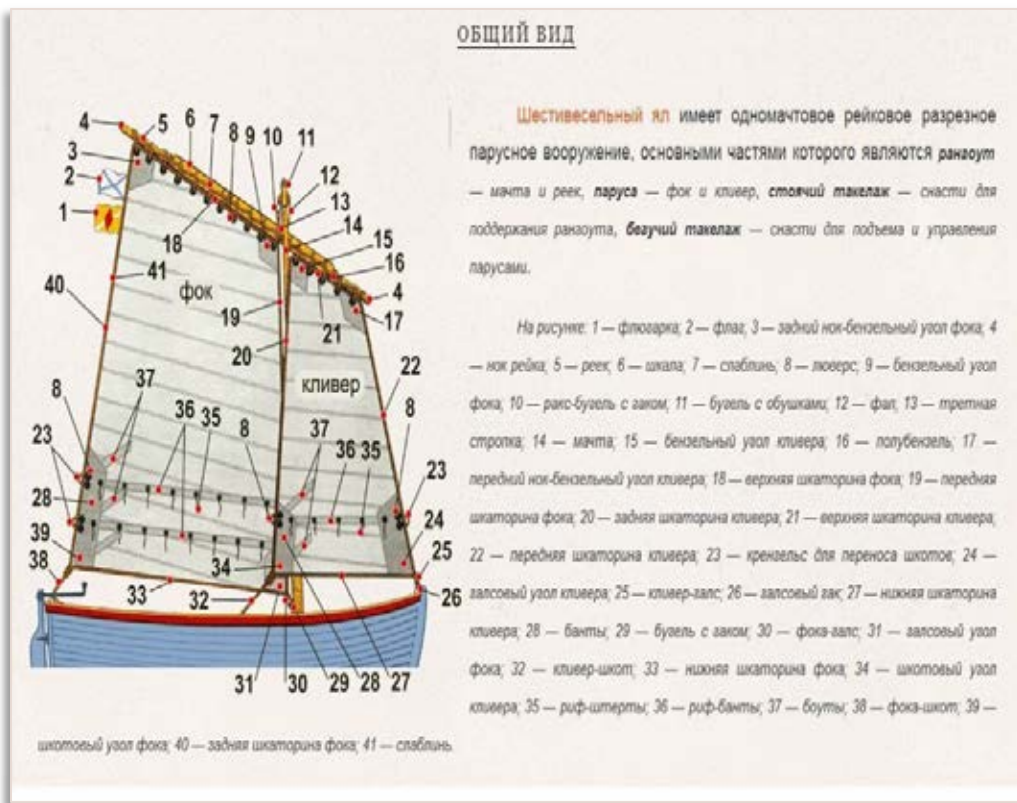 ОБЩИЙ ВИД
Шестивесельный ял имеет одномачтовое рейковое разрезное
парусное вооружение, основными частями которого являются рангоут
— мачта и реек, паруса — фок и кливер, стоячий такелаж — снасти для
поддержания рангоута, бегучий такелаж — снасти для подъема и управления
парусами.
На рисунке: 1 — флюгарка; 2 — флаг; 3 — задний нок-бензельный угол фока; 4
— нок рейка; 5 — реек; 6 — шкала; 7 — слаблинь; 8 — люверс; 9 — бензельный угол
фока; 10 — ракс-бугель с гаком; 11 — бугель с обушками; 12 — фал; 13 — третная
стропка; 14 — мачта; 15 — бензельный угол кливера; 16 — полубензель; 17 —
передний нок-бензельный угол кливера; 18 — верхняя шкаторина фока; 19 — передняя
шкаторина фока; 20 — задняя шкаторина кливера; 21 — верхняя шкаторина кливера;
22 — передняя шкаторина кливера; 23 — кренгельс для переноса шкотов; 24 —
галсовый угол кливера; 25 — кливер-галс; 26 — галсовый гак; 27 — нижняя шкаторина
кливера; 28 — банты; 29 — бугель с гаком; 30 — фока-галс; 31 — галсовый угол
фока; 32 — кливер-шкот; 33 — нижняя шкаторина фока; 34 — шкотовый угол
кливера; 35 — риф-штерты; 36 — риф-банты; 37 — боуты; 38 — фока-шкот; 39 —
шкотовый угол фока; 40 — задняя шкаторина фока; 41 — слаблинь.
4 5 6 7 8 9 10 11
3
2
1
12
13
14
15
16
4
17
18
41
40
фок
19
20
21
кливер
22
8
37
36
35
8
37
36
35
8
23
28
39
38
33
32
34
23
24
25
26
31 30 29 28 27